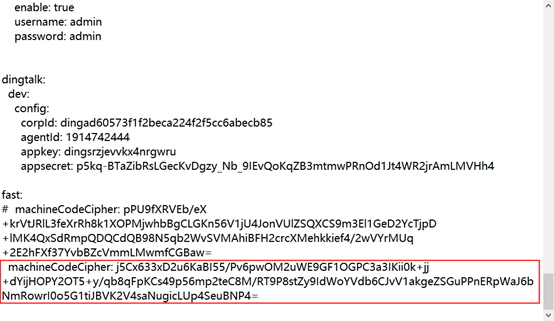 enable: true
username: admin
password: admin
dingtalk:
dev:
config:
corpId: dingad60573f1f2beca224f2f5cc6abecb85
agentId: 1914742444
appkey: dingsrzjevvkx4nrgwru
appsecret: p5kq-BTaZibRsLGecKvDgzy_Nb_9IEvQoKqZB3mtmwPRnOd1Jt4WR2jrAmLMVHh4
fast:
# machineCodeCipher: pPU9fXRVEb/eX
+krVtJRlL3feXrRh8k1XOPMjwhbBgCLGKn56V1jU4JonVUlZSQXCS9m3El1GeD2YcTjpD
+lMK4QxSdRmpQDQCdQB98N5qb2WvSVMAhiBFH2crcXMehkkief4/2wVYrMUq
+2E2hFXf37YvbBZcVmmLMwmfCGBaw=
machineCodeCipher: j5Cx633xD2u6KaBI55/Pv6pwOM2uWE9GF1OGPC3a3IKii0k+jj
+dYijHOPY2OT5+y/qb8qFpKCs49p56mp2teC8M/RT9P8stZy9IdWoYVdb6CJvV1akgeZSGuPPnERpWaJ6b
NmRowrI0o5G1tiJBVK2V4saNugicLUp4SeuBNP4=